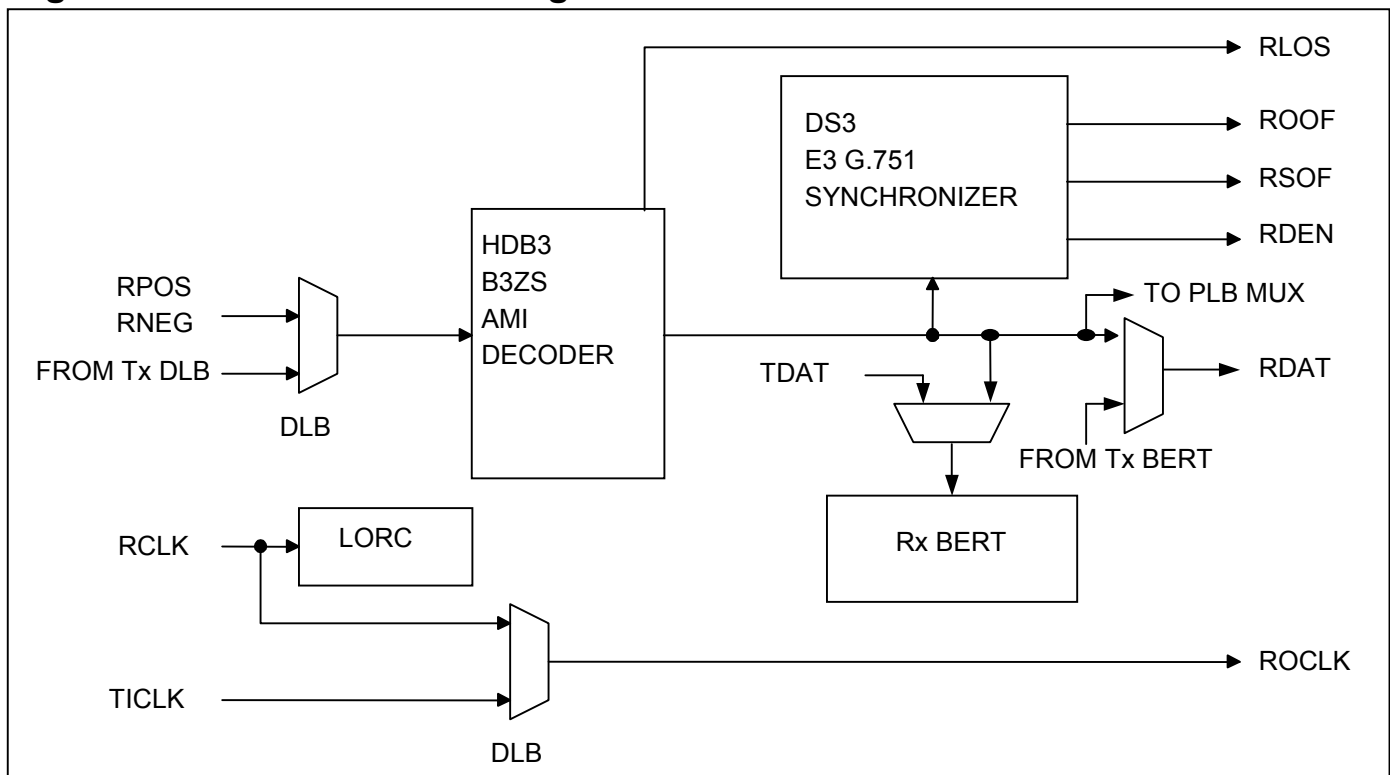 RLOS
DS3
E3 G.751
SYNCHRONIZER
ROOF
RSOF
RDEN
HDB3
B3ZS
AMI
DECODER
RPOS
RNEG
FROM Tx DLB
DLB
TO PLB MUX
TDAT
RDAT
FROM Tx BERT
Rx BERT
RCLK
LORC
TICLK
DLB
ROCLK